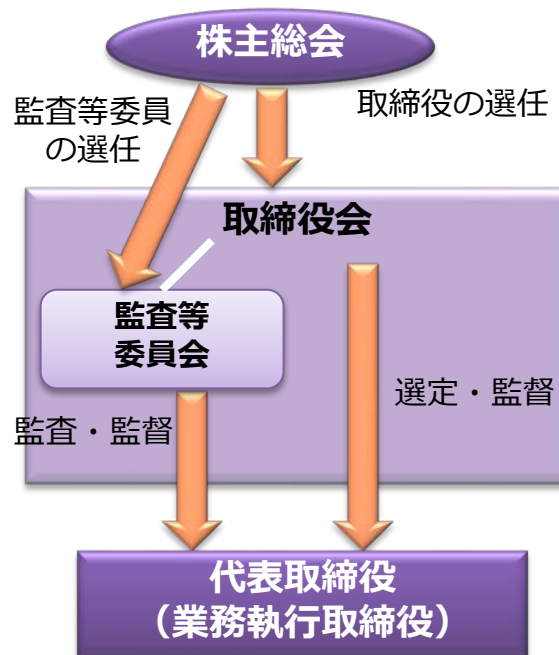 株主総会
監査等委員
の選任
取締役の選任
取締役会
監査等
委員会
監査・監督
選定・監督
代表取締役
（業務執行取締役）